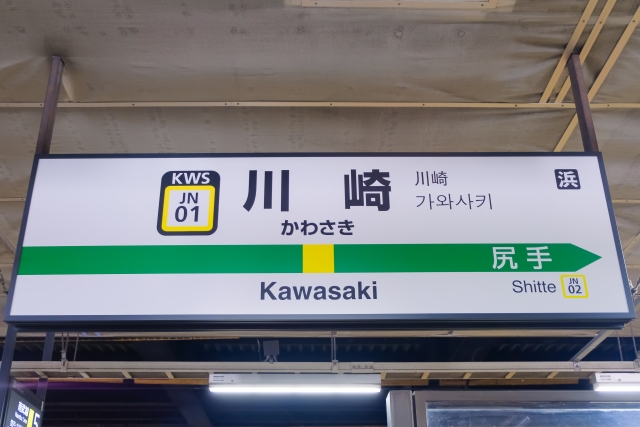 KWS
JN
01
川崎
かわさき
川崎
가와사키
浜
尻手
Kawasaki
Shitte
JN
02